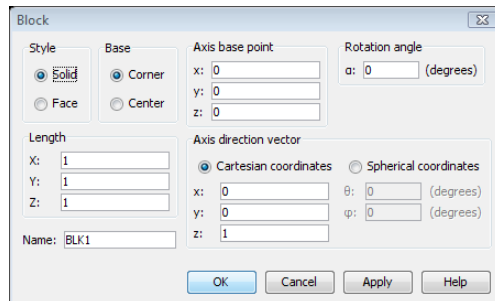 Block
Style
Solid
Face
Base
Corner
Center
Axis base point
x: 0
y: 0
z: 0
Rotation angle
α: 0 (degrees)
Length
X: 1
Y: 1
Z: 1
Axis direction vector
Cartesian coordinates
Spherical coordinates
x: 0
y: 0
z: 1
θ: 0 (degrees)
φ: 0 (degrees)
Name: BLK1
OK Cancel Apply Help